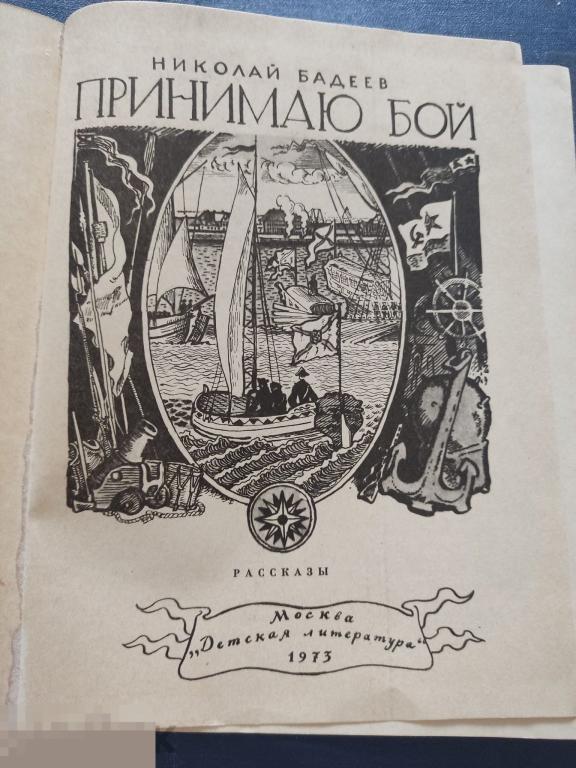 НИКОЛАЙ БАДЕЕВ
ПРИНИМАЮ БОЙ
РАССКАЗЫ
Москва
„Детская литература“
1973